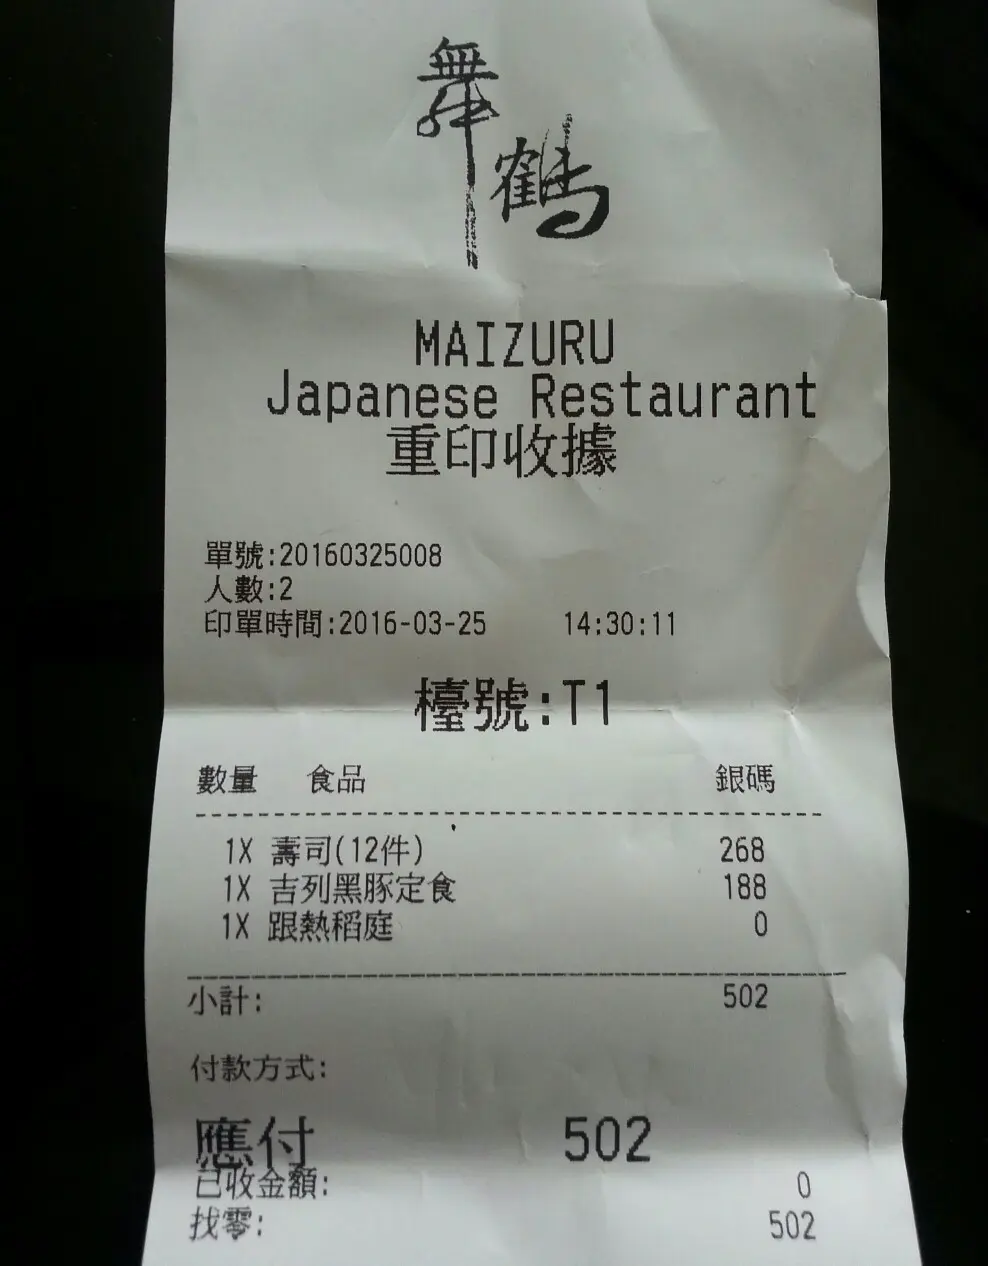 舞鶴
MAIZURU
Japanese Restaurant
重印收據
單號:20160325008
人數:2
印單時間:2016-03-25 14:30:11
檯號:T1
數量 食品 銀碼
1X 壽司(12件) 268
1X 吉列黑豚定食 188
1X 跟熱稻庭 0
小計: 502
付款方式:
應付 502
已收金額: 0
找零: 502